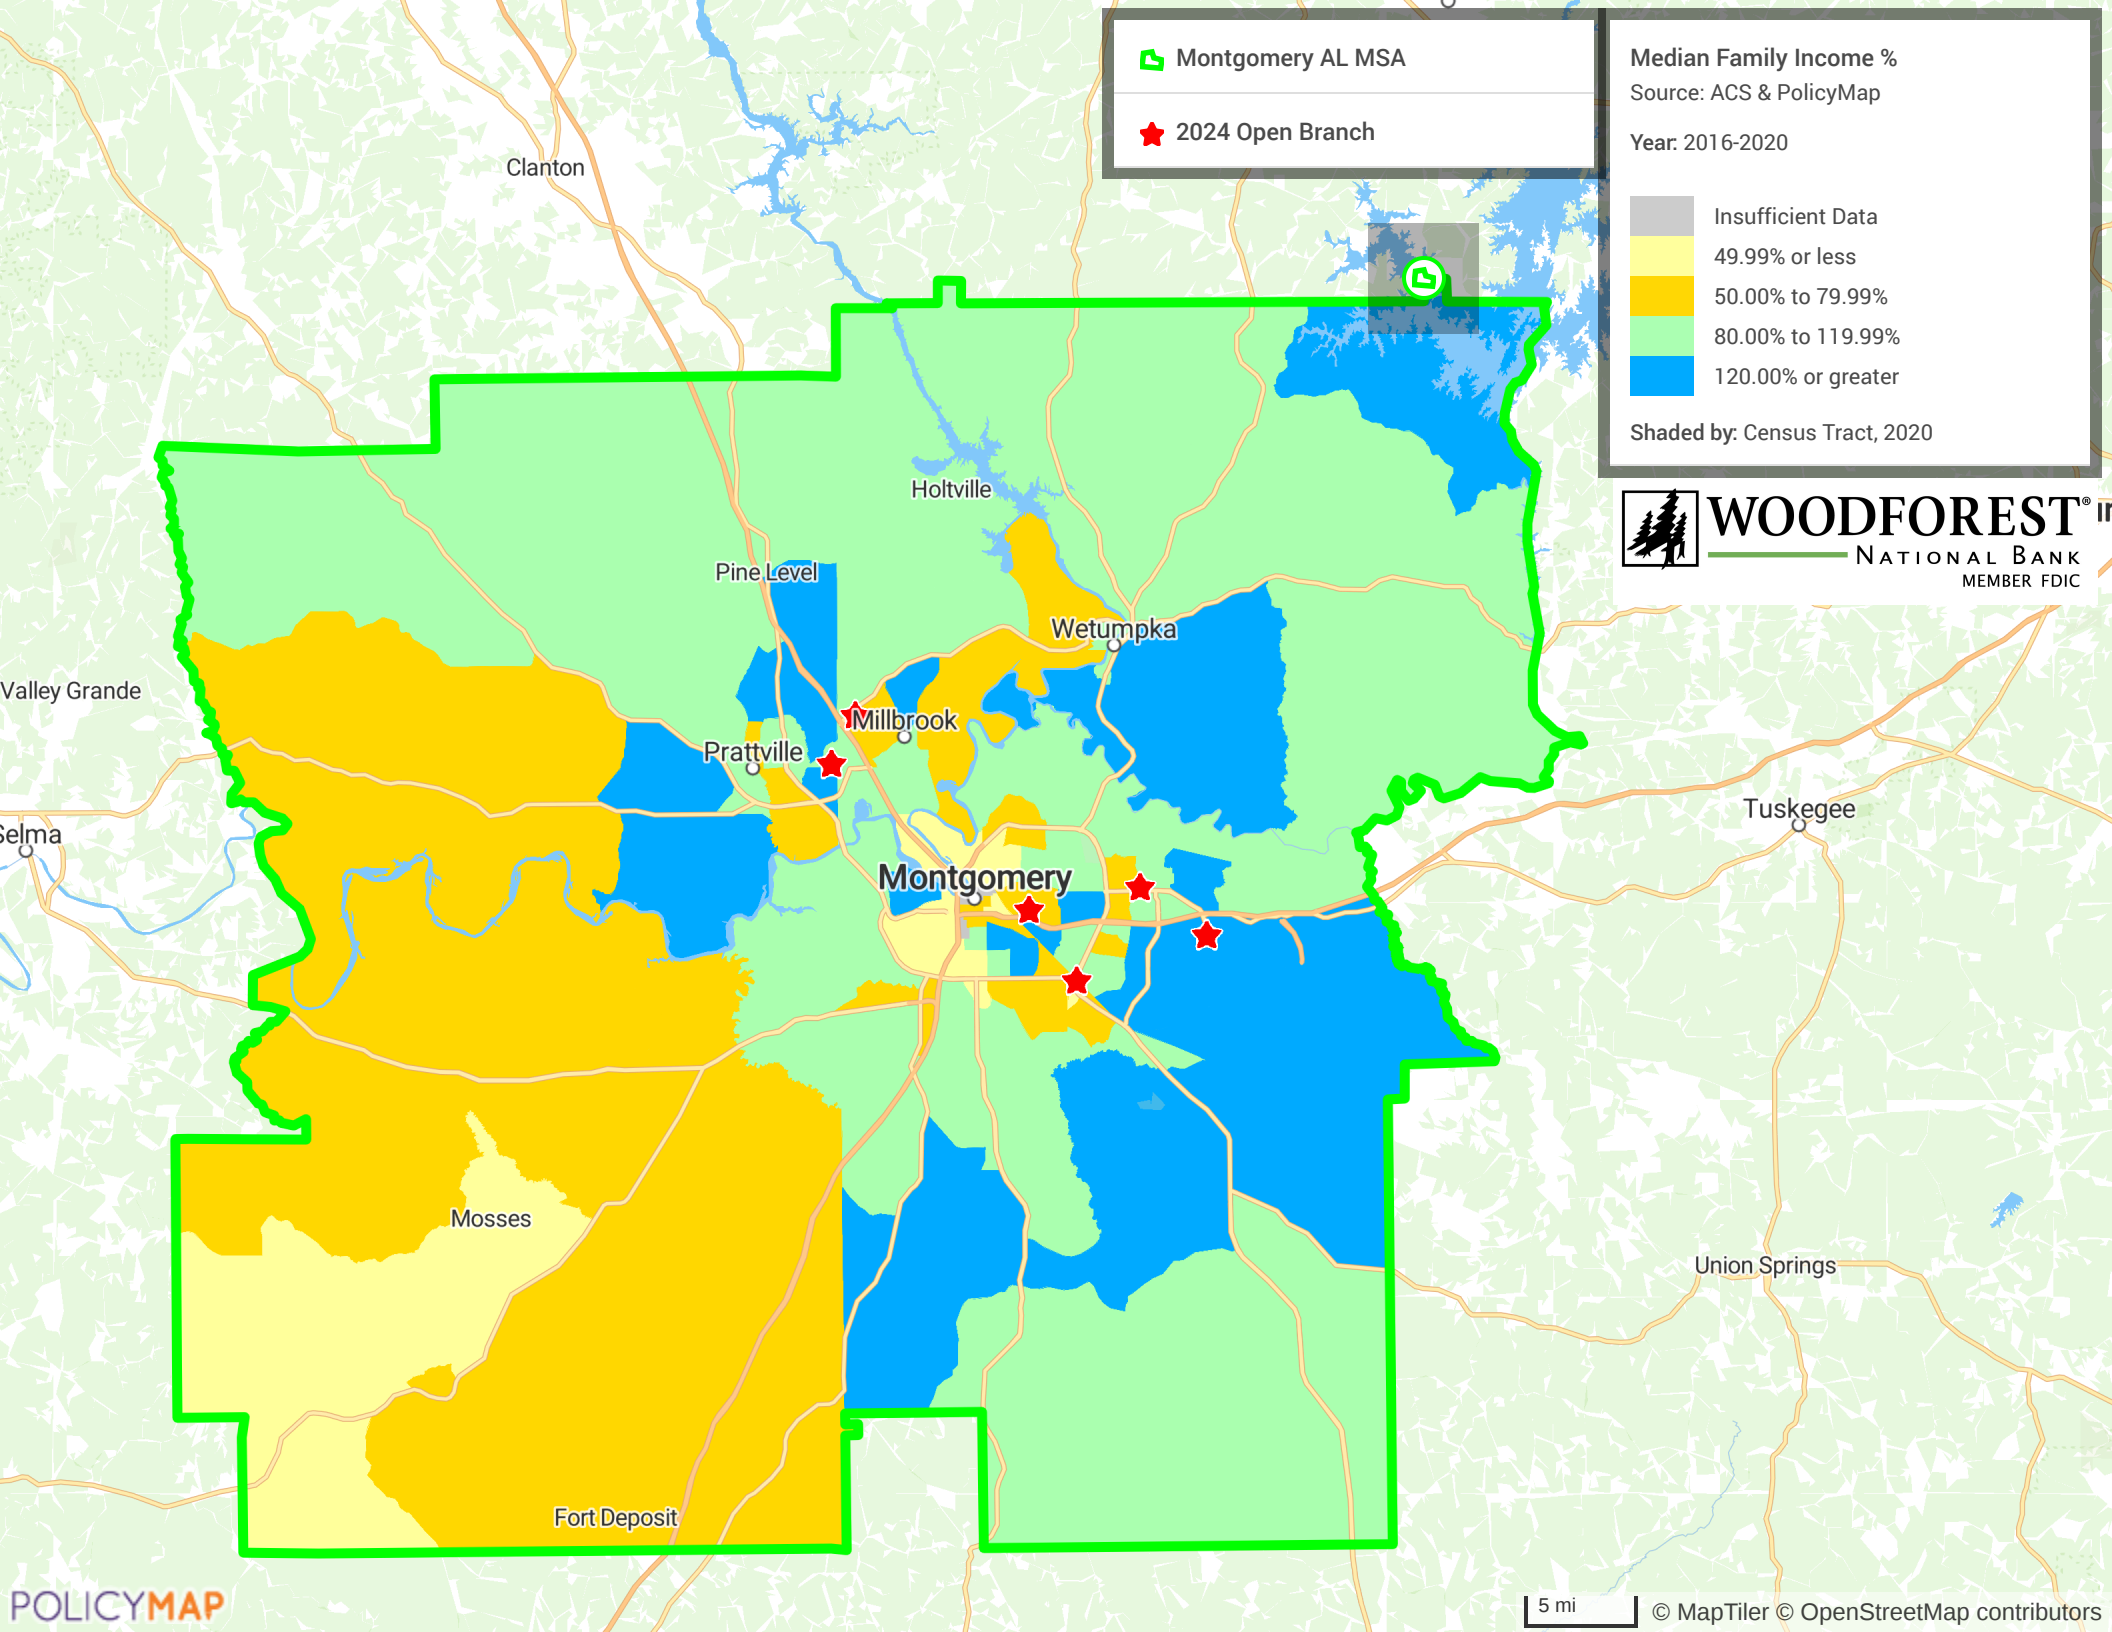 Montgomery AL MSA
2024 Open Branch
Median Family Income %
Source: ACS & PolicyMap
Year: 2016-2020
Insufficient Data
49.99% or less
50.00% to 79.99%
80.00% to 119.99%
120.00% or greater
Shaded by: Census Tract, 2020
WOODFOREST®
NATIONAL BANK
MEMBER FDIC
Clanton
Holtville
Pine Level
Wetumpka
Valley Grande
Millbrook
Prattville
Tuskegee
Selma
Montgomery
Mosses
Union Springs
Fort Deposit
POLICYMAP
5 mi
© MapTiler © OpenStreetMap contributors